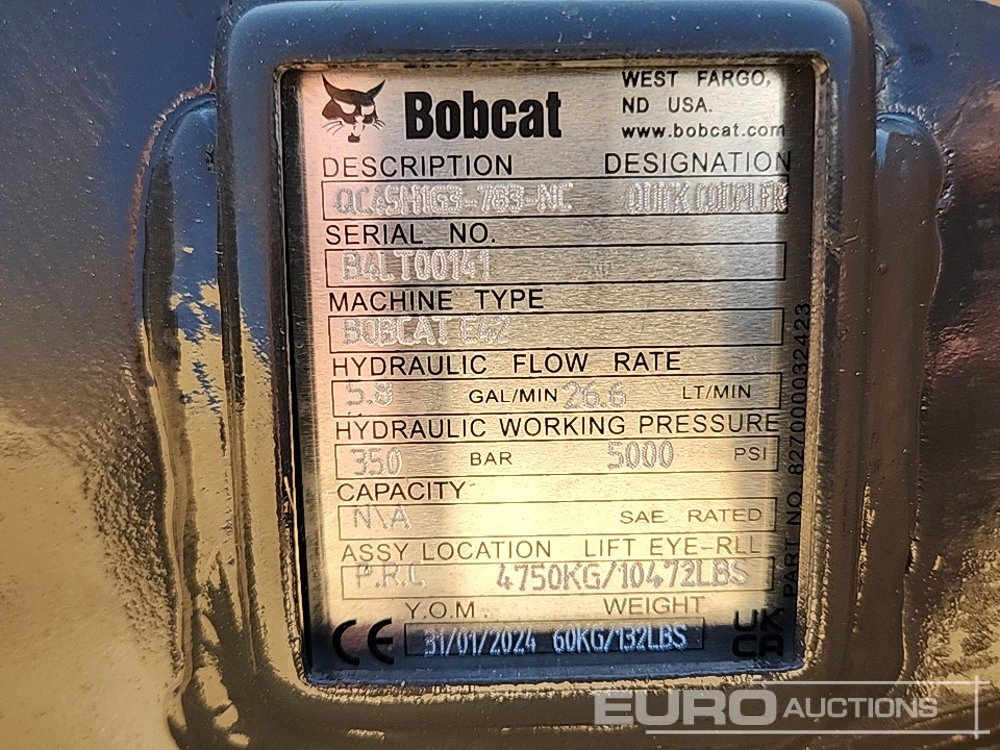 Bobcat
WEST FARGO,
ND USA.
www.bobcat.com
DESCRIPTION DESIGNATION
QC45H1G3-763-NC QUICK COUPLER
SERIAL NO.
B4LT00141
MACHINE TYPE
BOBCAT E42
HYDRAULIC FLOW RATE
5.8 GAL/MIN 26.6 LT/MIN
HYDRAULIC WORKING PRESSURE
350 BAR 5000 PSI
CAPACITY
N\A SAE RATED
ASSY LOCATION LIFT EYE-RLL
P.R.C 4750KG/10472LBS
Y.O.M. WEIGHT
CE 31/01/2024 60KG/132LBS UK
CA
PART NO. 8270000032423
EURO AUCTIONS